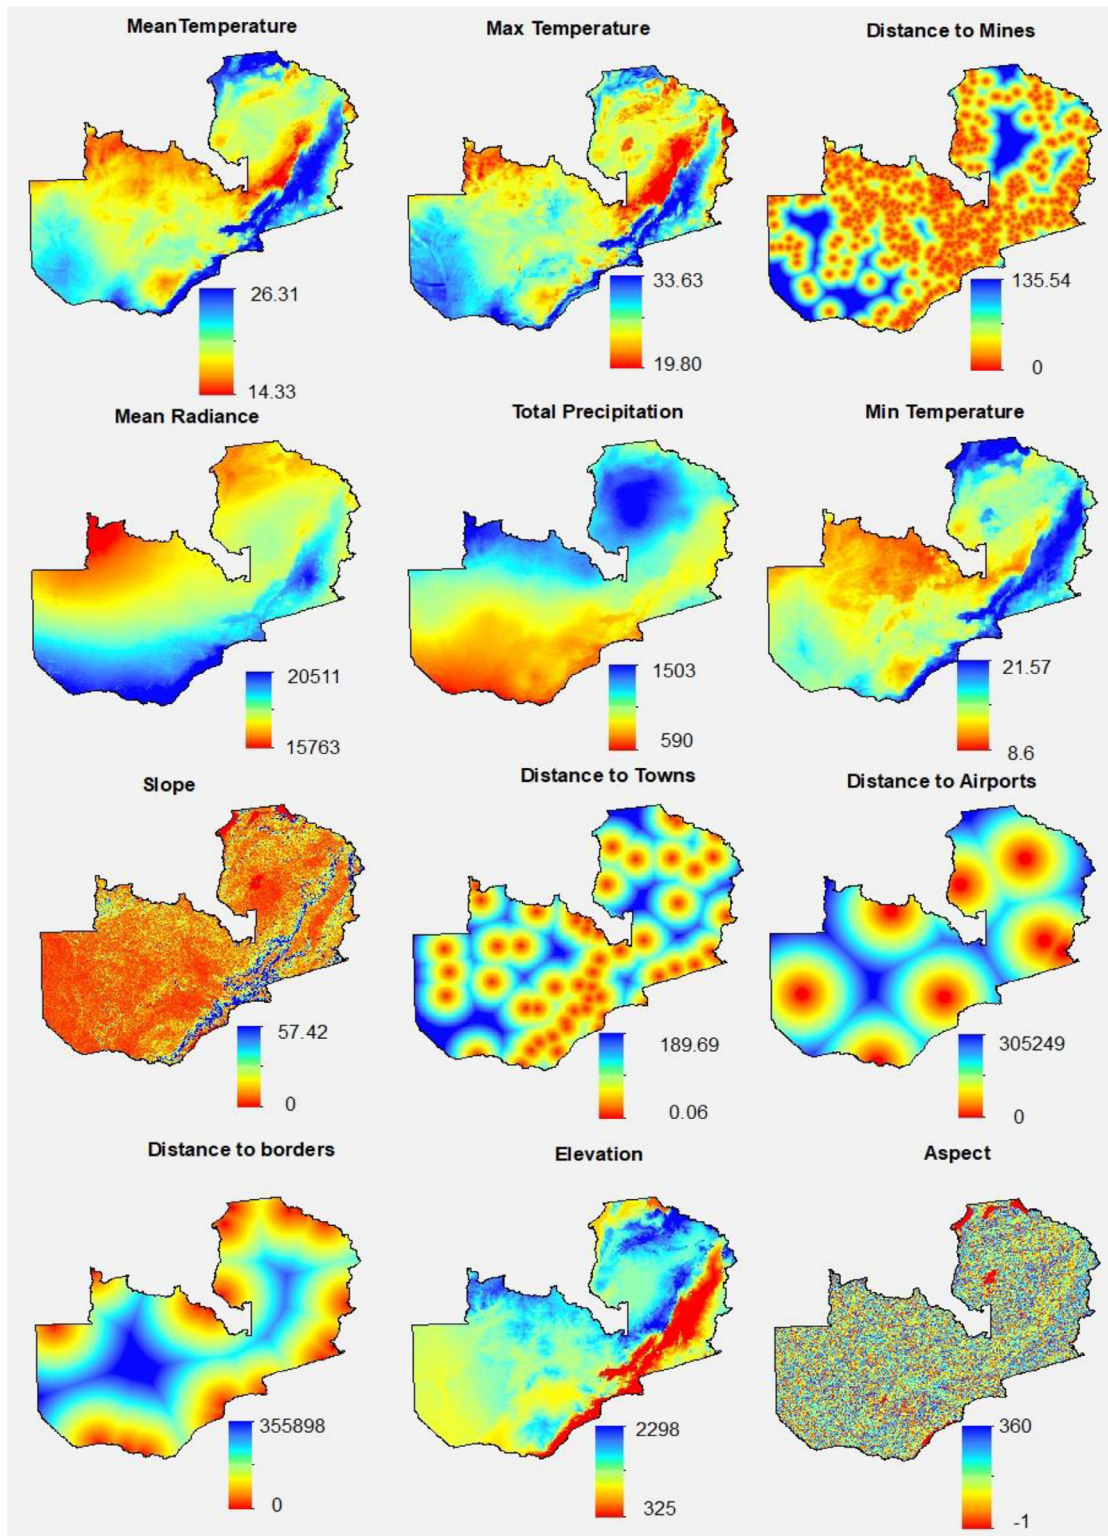 MeanTemperature
Max Temperature
Distance to Mines
26.31
14.33
33.63
19.80
135.54
0
Mean Radiance
Total Precipitation
Min Temperature
20511
15763
1503
590
21.57
8.6
Slope
Distance to Towns
Distance to Airports
57.42
0
189.69
0.06
305249
0
Distance to borders
Elevation
Aspect
355898
0
2298
325
360
-1